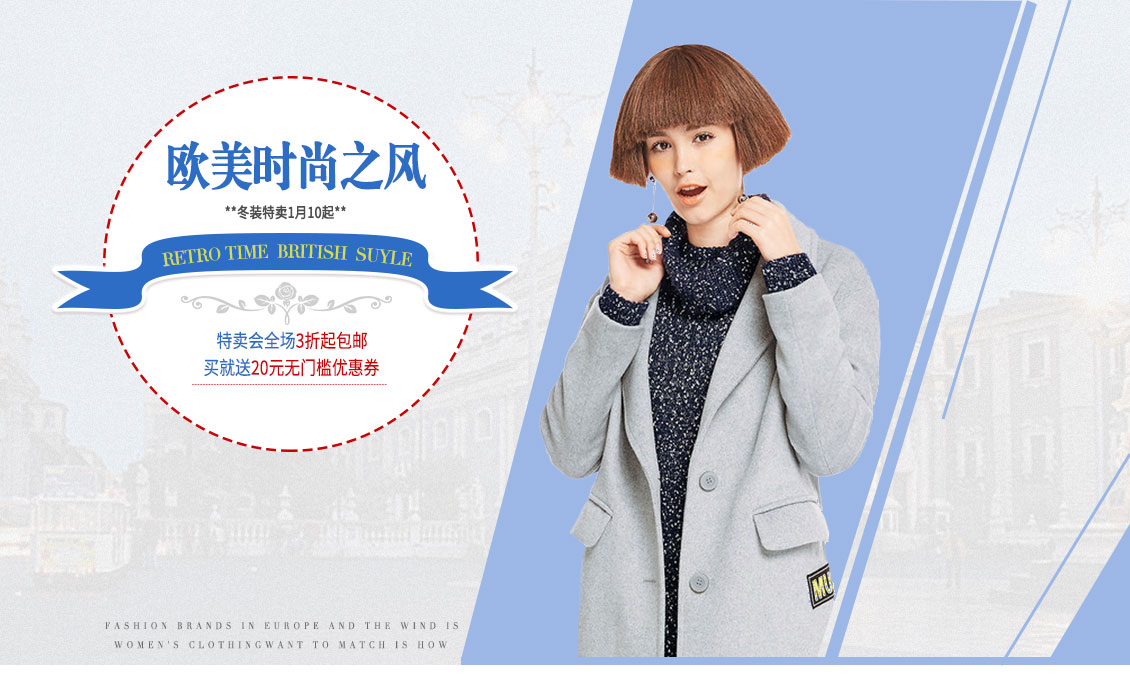 欧美时尚之风
**冬装特卖1月10起**
RETRO TIME BRITISH SUYLE
特卖会全场3折起包邮
买就送20元无门槛优惠券
FASHION BRANDS IN EUROPE AND THE WIND IS
WOMEN'S CLOTHINGWANT TO MATCH IS HOW